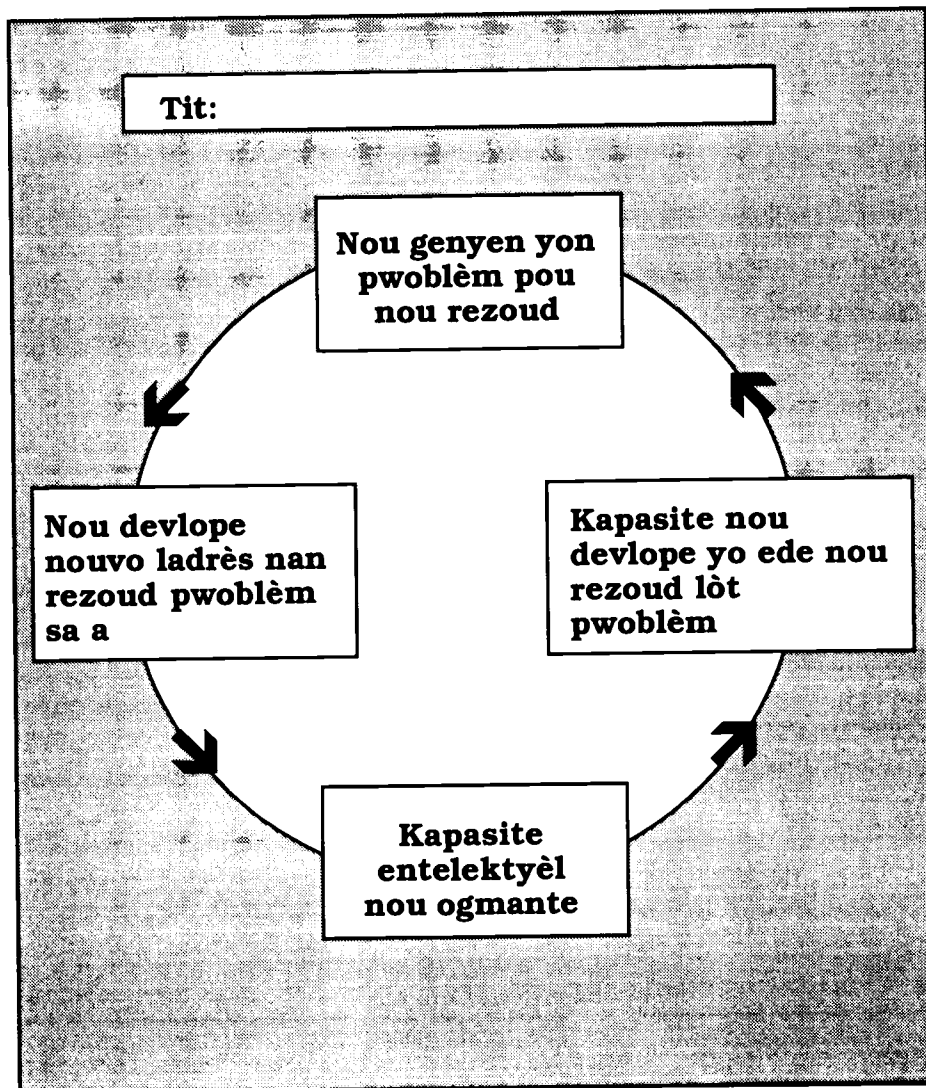 Tit:
Nou genyen yon
pwoblèm pou
nou rezoud
Nou devlope
nouvo ladrès nan
rezoud pwoblèm
sa a
Kapasite
entelektyèl
nou ogmante
Kapasite nou
devlope yo ede nou
rezoud lòt
pwoblèm